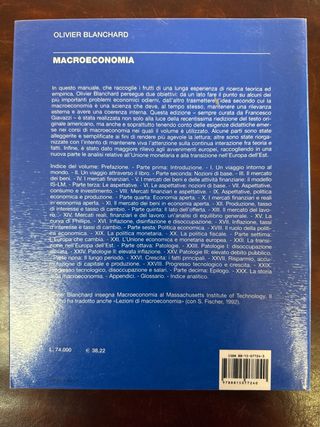 OLIVIER BLANCHARD
MACROECONOMIA
In questo manuale, che raccoglie i frutti di una lunga esperienza di ricerca teorica ed
empirica, Olivier Blanchard persegue due obiettivi: da un lato fare il punto su alcuni dei
più importanti problemi economici odierni, dall'altro trasmettere l'idea secondo cui la
macroeconomia è una scienza che deve, al tempo stesso, mantenere una rilevanza
esterna e avere una coerenza interna. Questa edizione – sempre curata da Francesco
Giavazzi – è stata realizzata non solo alla luce della recentissima riedizione del testo ori-
ginale americano, ma anche e soprattutto tenendo conto delle esigenze didattiche emer-
se nei corsi di macroeconomia nei quali il volume è utilizzato. Alcune parti sono state
alleggerite e semplificate ai fini di rendere più agevole la lettura; altre sono state riorga-
nizzate con l'intento di mantenere viva l'attenzione sulla continua interazione fra teoria e
fatti. Infine, è stato dato maggiore rilievo agli avvenimenti europei, raccogliendo in una
nuova parte le analisi relative all'Unione monetaria e alla transizione nell'Europa dell'Est.
Indice del volume: Prefazione. - Parte prima: Introduzione. - I. Un viaggio intorno al
mondo. - II. Un viaggio attraverso il libro. - Parte seconda: Nozioni di base. - III. Il mercato
dei beni. - IV. I mercati finanziari. - V. I mercati dei beni e delle attività finanziarie: il modello
IS-LM. - Parte terza: Le aspettative. - VI. Le aspettative: nozioni di base. - VII. Aspettative,
consumo e investimento. - VIII. Mercati finanziari e aspettative. - IX. Aspettative, politica
economica e produzione. - Parte quarta: Economia aperta. - X. I mercati finanziari e reali
in economia aperta. - XI. Il mercato dei beni in economia aperta. - XII. Produzione, tasso
di interesse e tasso di cambio. - Parte quinta: Il lato dell'offerta. - XIII. Il mercato del lavo-
ro. - XIV. Mercati reali, finanziari e del lavoro: un'analisi di equilibrio generale. - XV. La
curva di Phillips. - XVI. Inflazione, disinflazione e disoccupazione. - XVII. Inflazione, tassi
d'interesse e tassi di cambio. - Parte sesta: Politica economica. - XVIII. Il ruolo della politi-
ca economica. - XIX. La politica monetaria. - XX. La politica fiscale. - Parte settima:
L'Europa che cambia. - XXI. L'Unione economica e monetaria europea. - XXII. La transi-
zione nell'Europa dell'Est. - Parte ottava: Patologie. - XXIII. Patologie I: disoccupazione
elevata. - XXIV. Patologie II: elevata inflazione. - XXV. Patologie III: elevato debito pubblico.
Parte nona: Il lungo periodo. - XXVI. Crescita: i fatti principali. - XXVII. Risparmio, accu-
mulazione di capitale e produzione. - XXVIII. Progresso tecnologico e crescita. - XXIX.
Progresso tecnologico, disoccupazione e salari. - Parte decima: Epilogo. - XXX. La storia
della macroeconomia. - Appendici. - Glossario. - Indice analitico.
Olivier Blanchard insegna Macroeconomia al Massachusetts Institute of Technology. Il
Mulino ha tradotto anche «Lezioni di macroeconomia» (con S. Fischer, 1992).
L. 74.000 € 38,22
ISBN 88-15-07724-3
9788815077240